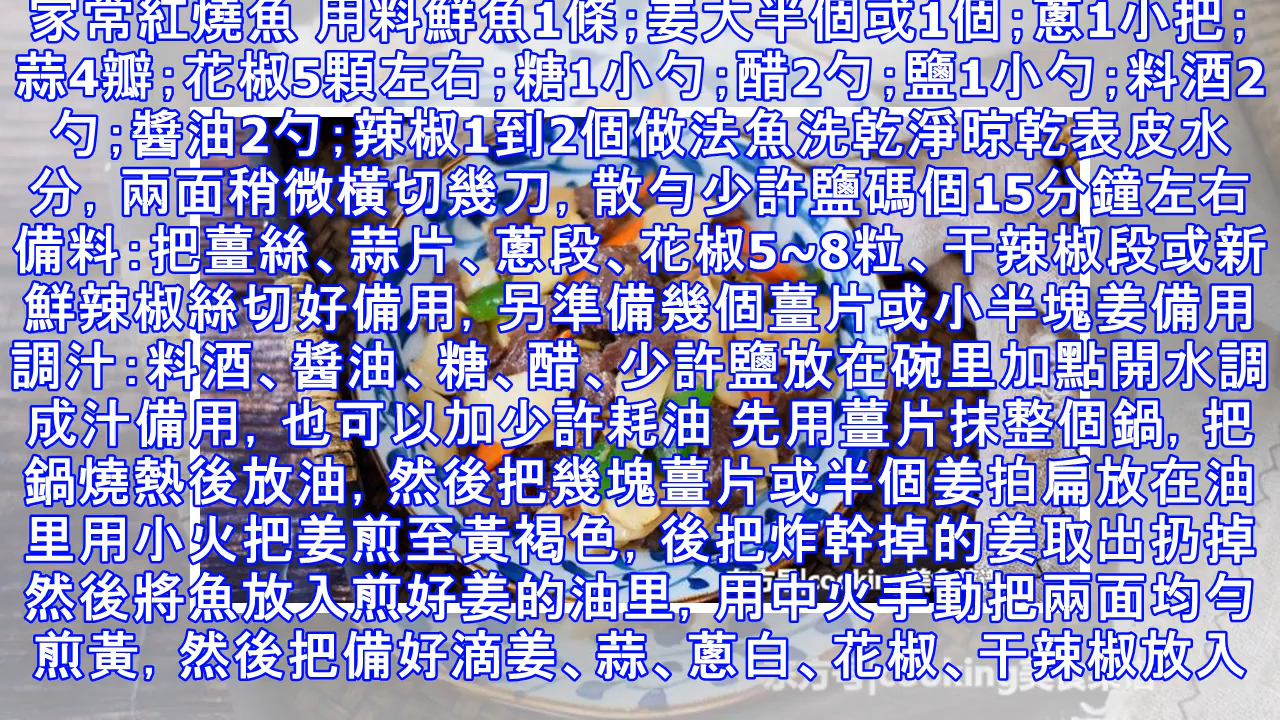 家常紅燒魚 用料鮮魚1條;姜大半個或1個;蔥1小把;
蒜4瓣;花椒5顆左右;糖1小勺;醋2勺;鹽1小勺;料酒2
勺;醬油2勺;辣椒1到2個做法魚洗乾淨晾乾表皮水
分, 兩面稍微橫切幾刀, 散勻少許鹽碼個15分鐘左右
備料:把薑絲、蒜片、蔥段、花椒5~8粒、干辣椒段或新
鮮辣椒絲切好備用, 另準備幾個薑片或小半塊姜備用
調汁:料酒、醬油、糖、醋、少許鹽放在碗里加點開水調
成汁備用, 也可以加少許耗油 先用薑片抹整個鍋, 把
鍋燒熱後放油, 然後把幾塊薑片或半個姜拍扁放在油
里用小火把姜煎至黃褐色, 後把炸幹掉的姜取出扔掉
然後將魚放入煎好姜的油里, 用中火手動把兩面均勻
煎黃, 然後把備好滴姜、蒜、蔥白、花椒、干辣椒放入